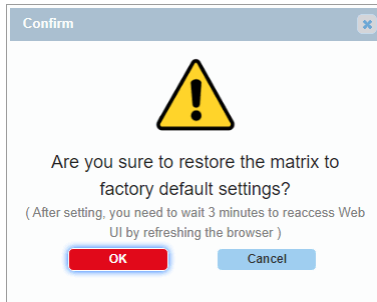 Confirm
Are you sure to restore the matrix to
factory default settings?
( After setting, you need to wait 3 minutes to reaccess Web
UI by refreshing the browser )
OK Cancel